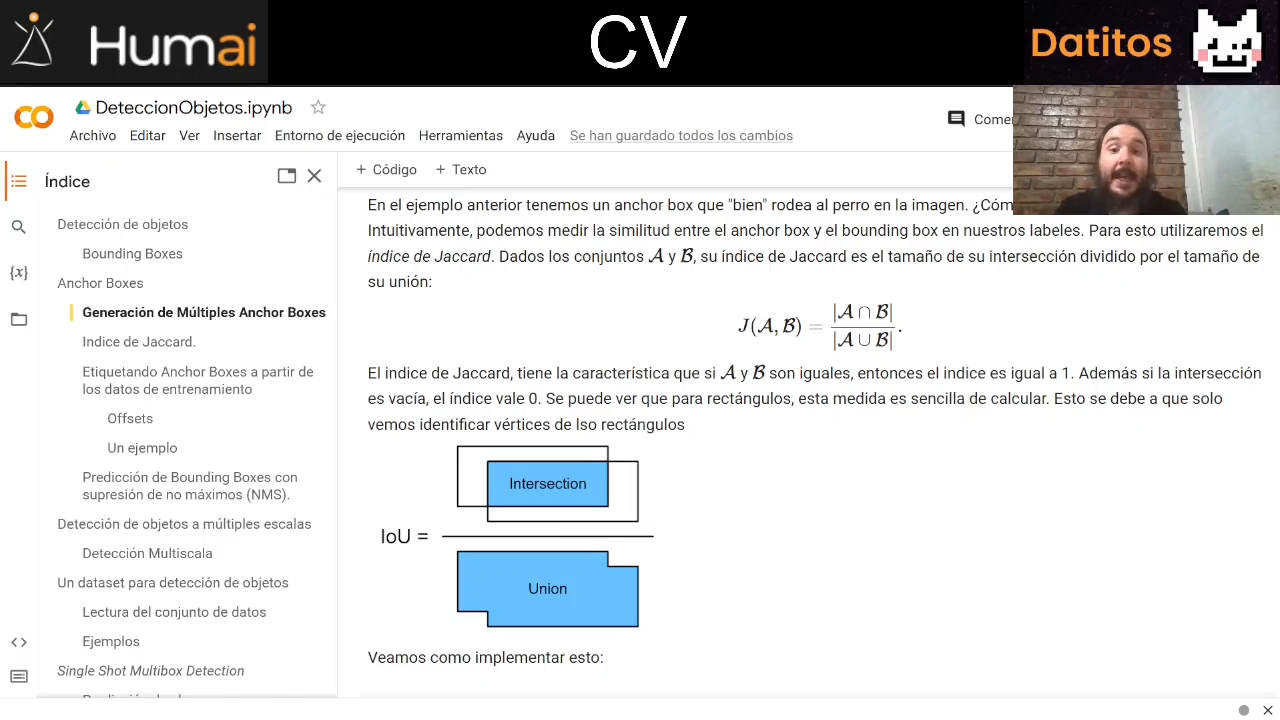 Humai
CV
Datitos
DeteccionObjetos.ipynb
Archivo Editar Ver Insertar Entorno de ejecución Herramientas Ayuda Se han guardado todos los cambios
Comen
Índice
+ Código + Texto
Detección de objetos
Bounding Boxes
Anchor Boxes
Generación de Múltiples Anchor Boxes
Indice de Jaccard.
Etiquetando Anchor Boxes a partir de
los datos de entrenamiento
Offsets
Un ejemplo
Predicción de Bounding Boxes con
supresión de no máximos (NMS).
Detección de objetos a múltiples escalas
Detección Multiscala
Un dataset para detección de objetos
Lectura del conjunto de datos
Ejemplos
Single Shot Multibox Detection
En el ejemplo anterior tenemos un anchor box que "bien" rodea al perro en la imagen. ¿Cóm
Intuitivamente, podemos medir la similitud entre el anchor box y el bounding box en nuestros labeles. Para esto utilizaremos el
índice de Jaccard. Dados los conjuntos 𝒜 y ℬ, su índice de Jaccard es el tamaño de su intersección dividido por el tamaño de
su unión:
J(𝒜, ℬ) = |𝒜 ∩ ℬ| / |𝒜 ∪ ℬ|.
El indice de Jaccard, tiene la característica que si 𝒜 y ℬ son iguales, entonces el indice es igual a 1. Además si la intersección
es vacía, el índice vale 0. Se puede ver que para rectángulos, esta medida es sencilla de calcular. Esto se debe a que solo
vemos identificar vértices de lso rectángulos
Intersection
IoU =
Union
Veamos como implementar esto: